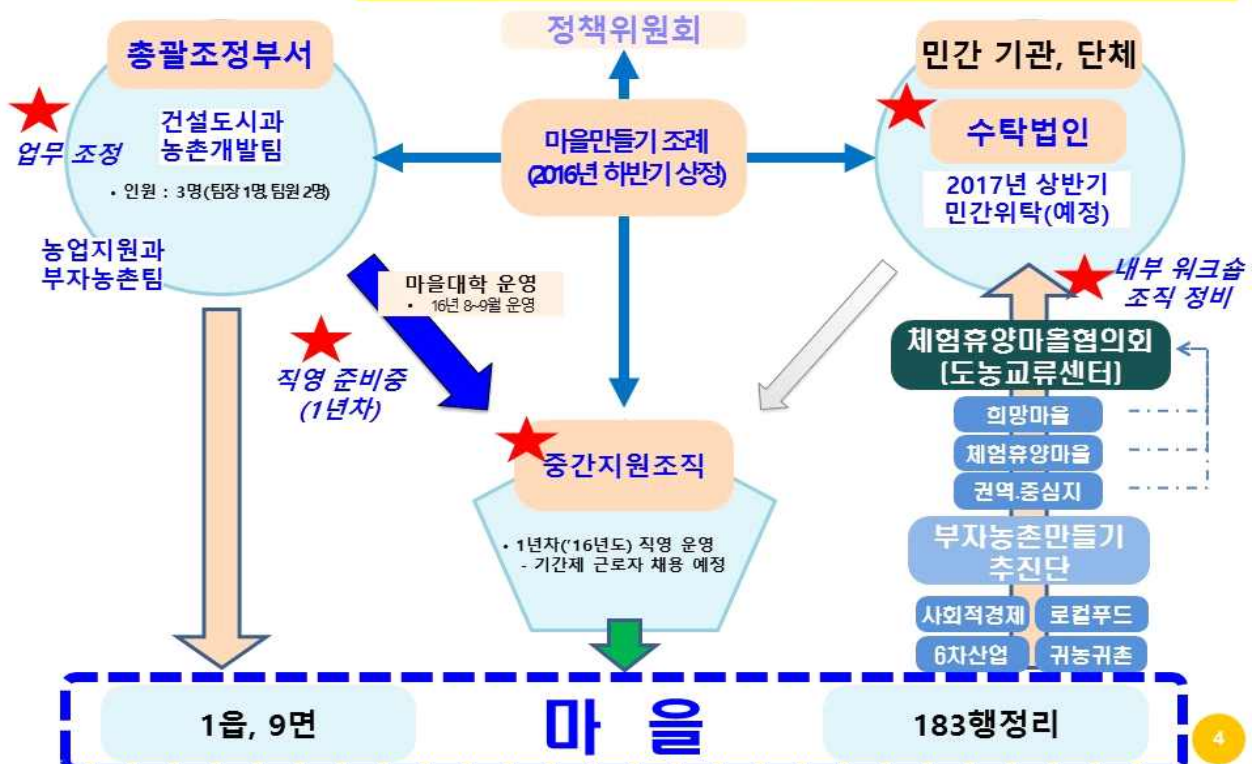 정책위원회
총괄조정부서
민간 기관, 단체
업무 조정
건설도시과
농촌개발팀
• 인원 : 3명(팀장 1명, 팀원 2명)
농업지원과
부자농촌팀
마을만들기 조례
(2016년 하반기 상정)
수탁법인
2017년 상반기
민간위탁(예정)
마을대학 운영
• 16년 8~9월 운영
내부 워크숍
조직 정비
직영 준비중
(1년차)
체험휴양마을협의회
(도농교류센터)
희망마을
체험휴양마을
권역.중심지
중간지원조직
• 1년차('16년도) 직영 운영
- 기간제 근로자 채용 예정
부자농촌만들기
추진단
사회적경제
로컬푸드
6차산업
귀농귀촌
1읍, 9면
마 을
183행정리
4